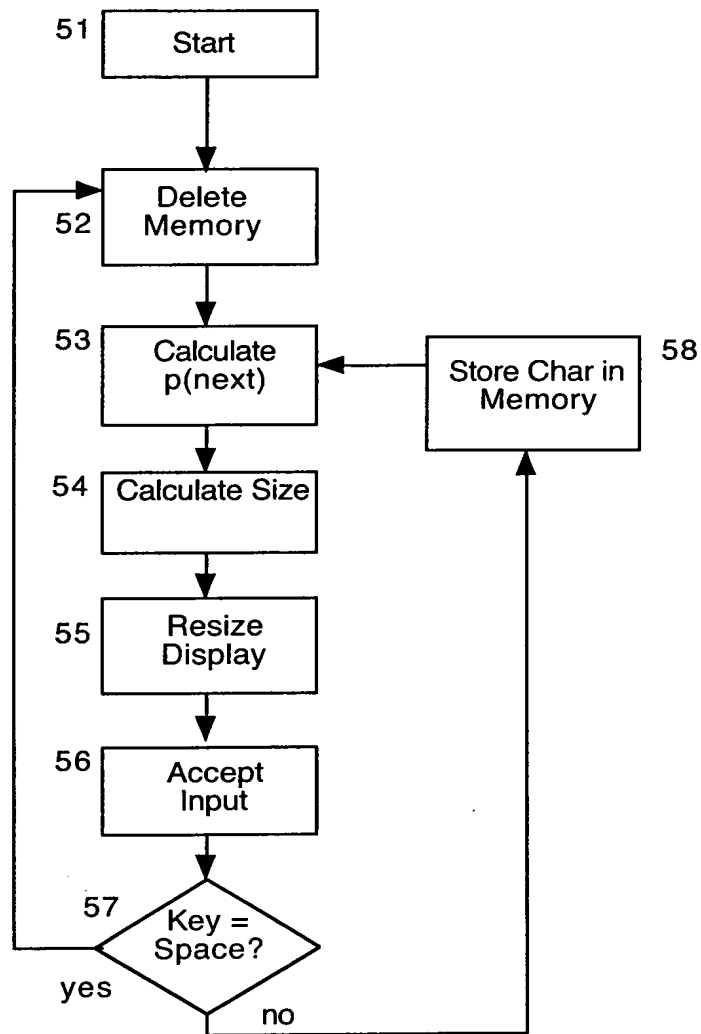 51
Start
52
Delete
Memory
53
Calculate
p(next)
58
Store Char in
Memory
54
Calculate Size
55
Resize
Display
56
Accept
Input
57
Key =
Space?
yes
no